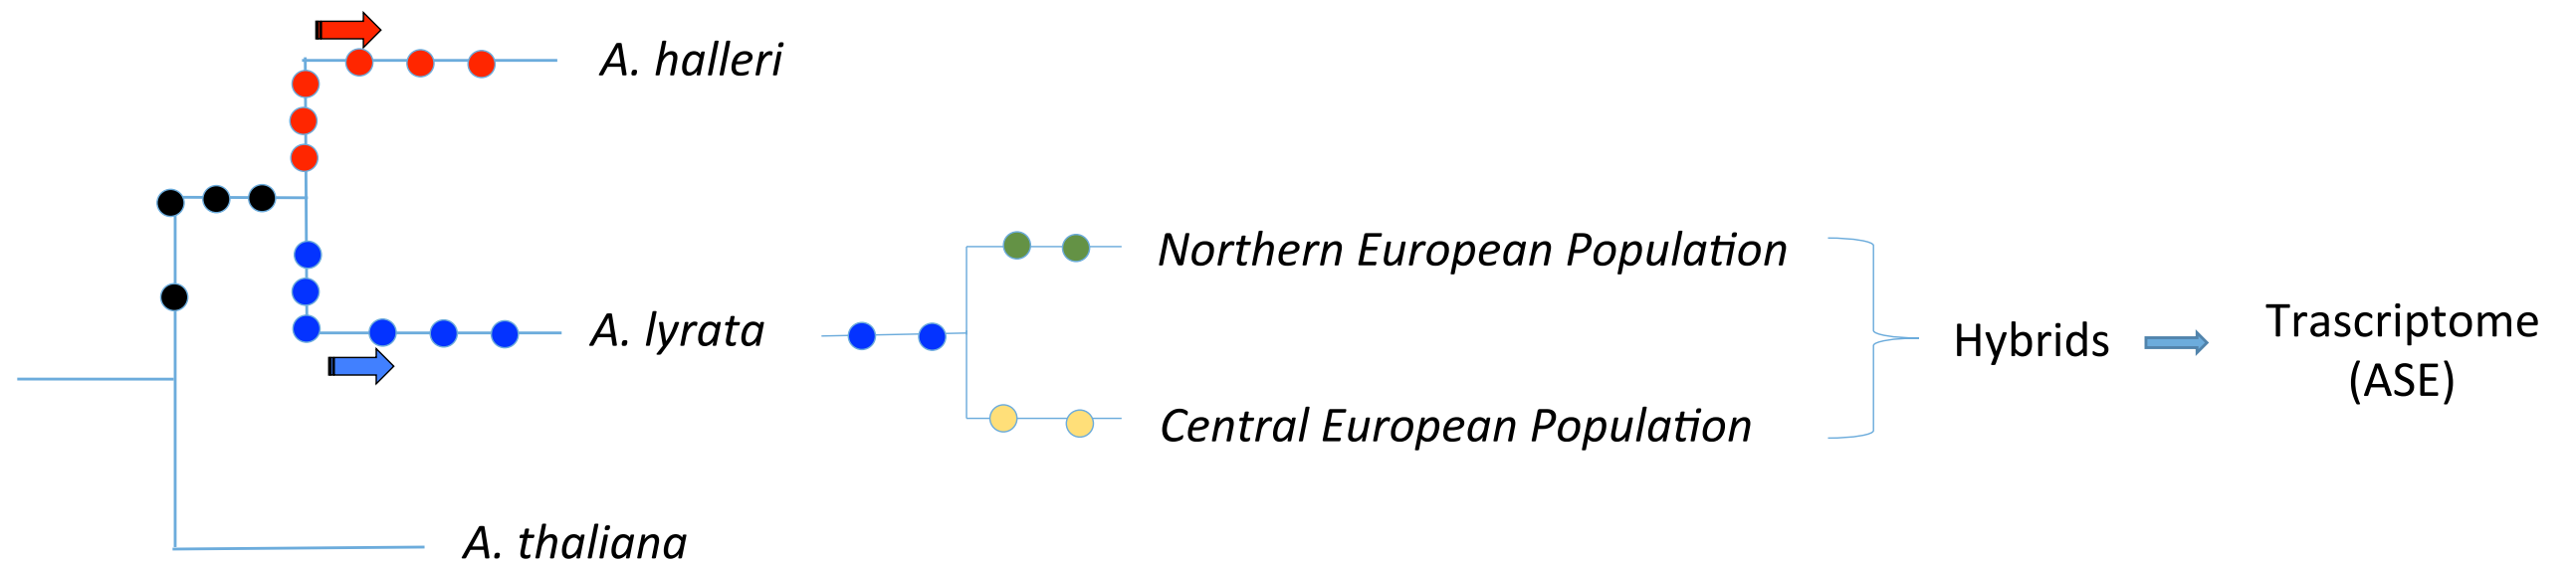 A. halleri
Northern European Population
A. lyrata
Hybrids
Trascriptome
(ASE)
Central European Population
A. thaliana